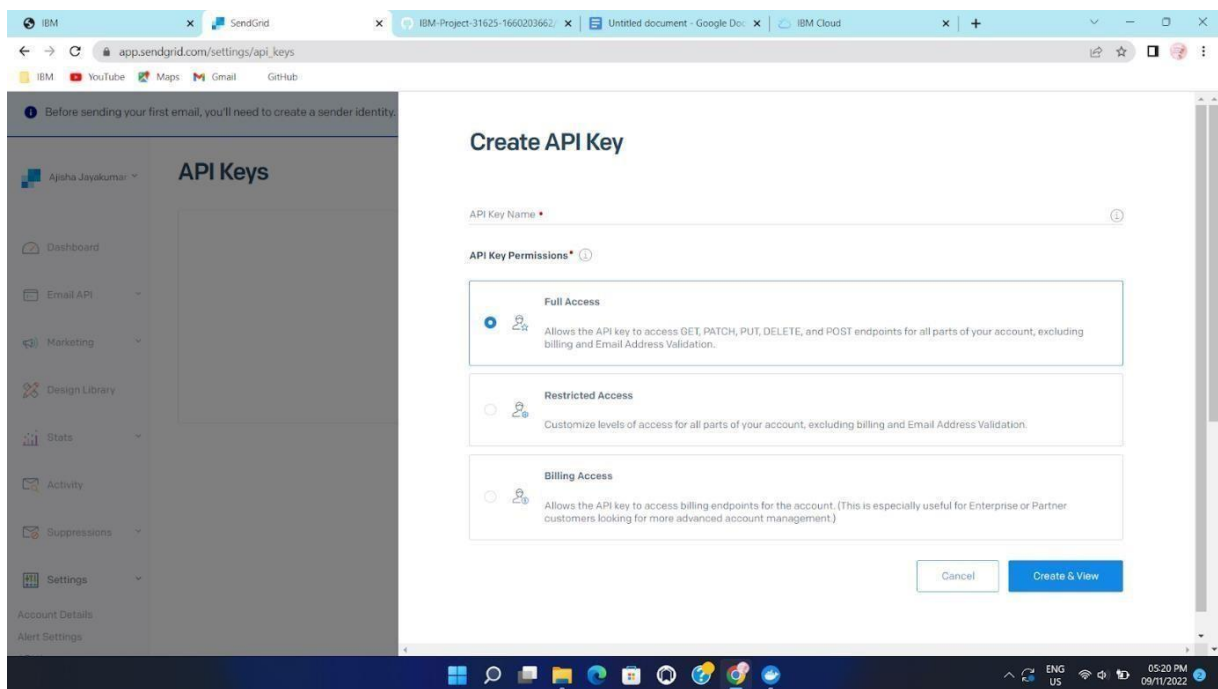 IBM
SendGrid
IBM-Project-31625-1660203662/
Untitled document - Google Doc
IBM Cloud
app.sendgrid.com/settings/api_keys
IBM
YouTube
Maps
Gmail
GitHub
Before sending your first email, you'll need to create a sender identity.
Ajisha Jayakumar
API Keys
Dashboard
Email API
Marketing
Design Library
Stats
Activity
Suppressions
Settings
Account Details
Alert Settings
Create API Key
API Key Name •
API Key Permissions•
Full Access
Allows the API key to access GET, PATCH, PUT, DELETE, and POST endpoints for all parts of your account, excluding
billing and Email Address Validation.
Restricted Access
Customize levels of access for all parts of your account, excluding billing and Email Address Validation.
Billing Access
Allows the API key to access billing endpoints for the account. (This is especially useful for Enterprise or Partner
customers looking for more advanced account management.)
Cancel
Create & View
ENG
US
05:20 PM
09/11/2022
2